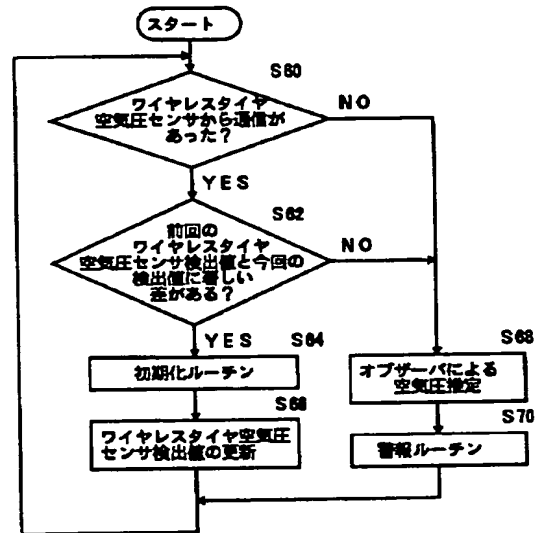 スタート
S60
ワイヤレスタイヤ
空気圧センサから通信が
あった?
NO
YES
S62
前回の
ワイヤレスタイヤ
空気圧センサ検出値と今回の
検出値に著しい
差がある?
NO
YES
S64
初期化ルーチン
S68
オブザーバによる
空気圧推定
S66
ワイヤレスタイヤ空気圧
センサ検出値の更新
S70
警報ルーチン